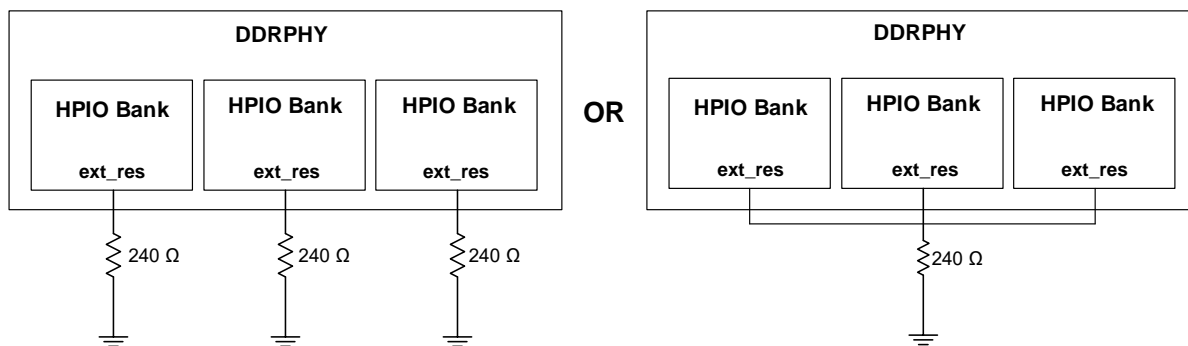 DDRPHY
HPIO Bank HPIO Bank HPIO Bank
ext_res ext_res ext_res
240 Ω 240 Ω 240 Ω
OR
DDRPHY
HPIO Bank HPIO Bank HPIO Bank
ext_res ext_res ext_res
240 Ω